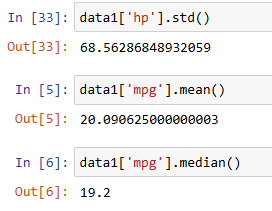 In [33]: data1['hp'].std()
Out[33]: 68.56286848932059
In [5]: data1['mpg'].mean()
Out[5]: 20.090625000000003
In [6]: data1['mpg'].median()
Out[6]: 19.2